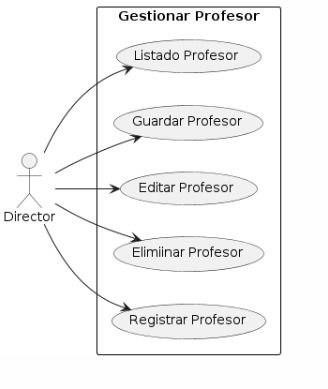 Gestionar Profesor
Listado Profesor
Guardar Profesor
Editar Profesor
Director
Elimiinar Profesor
Registrar Profesor